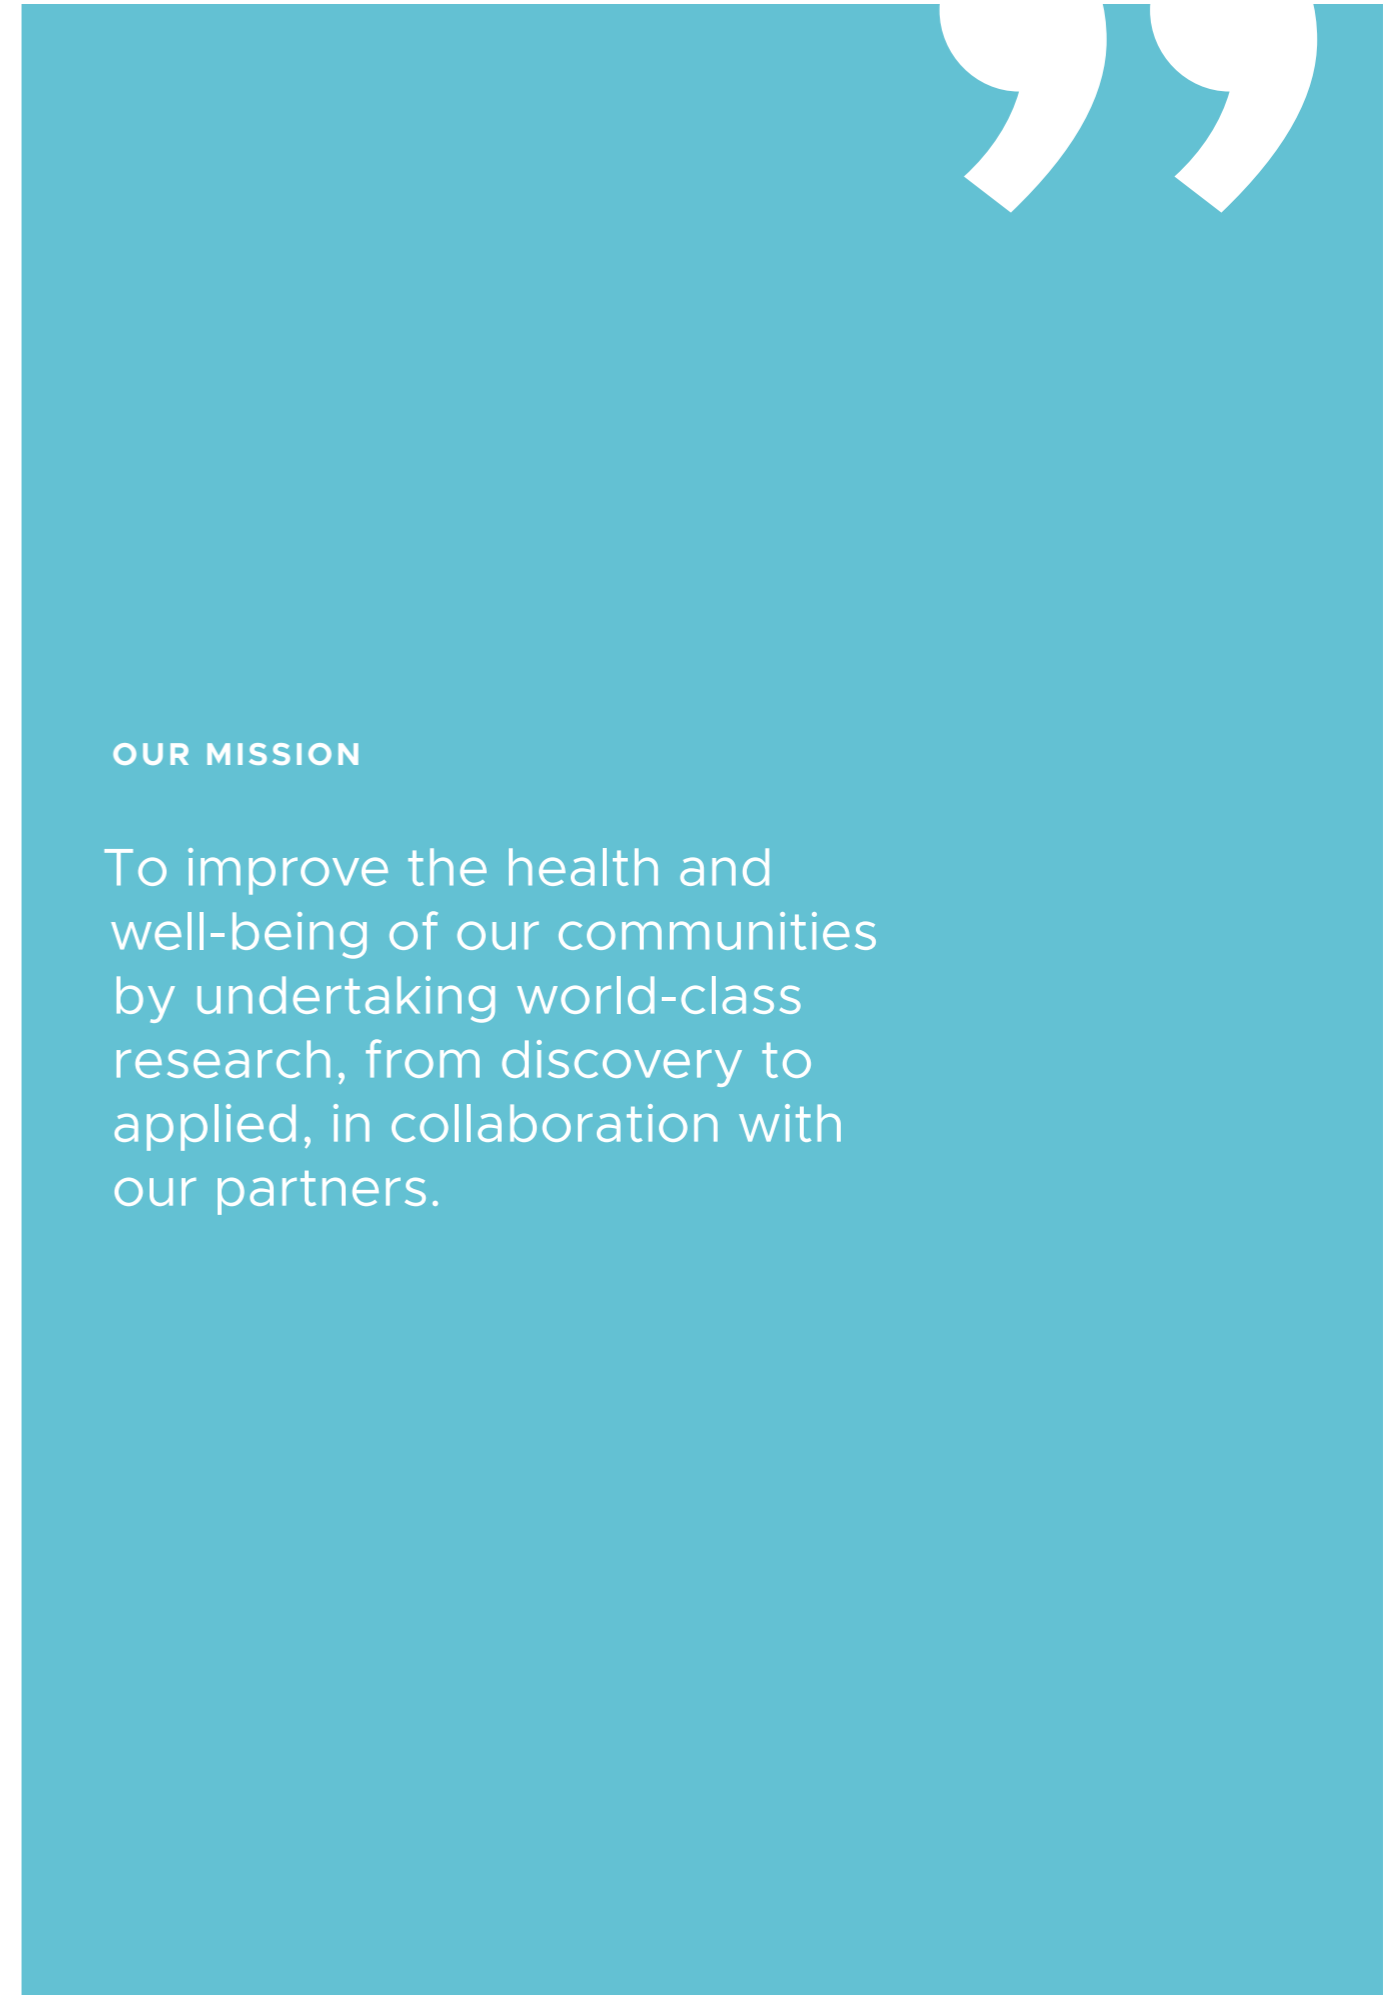 ”
OUR MISSION
To improve the health and
well-being of our communities
by undertaking world-class
research, from discovery to
applied, in collaboration with
our partners.